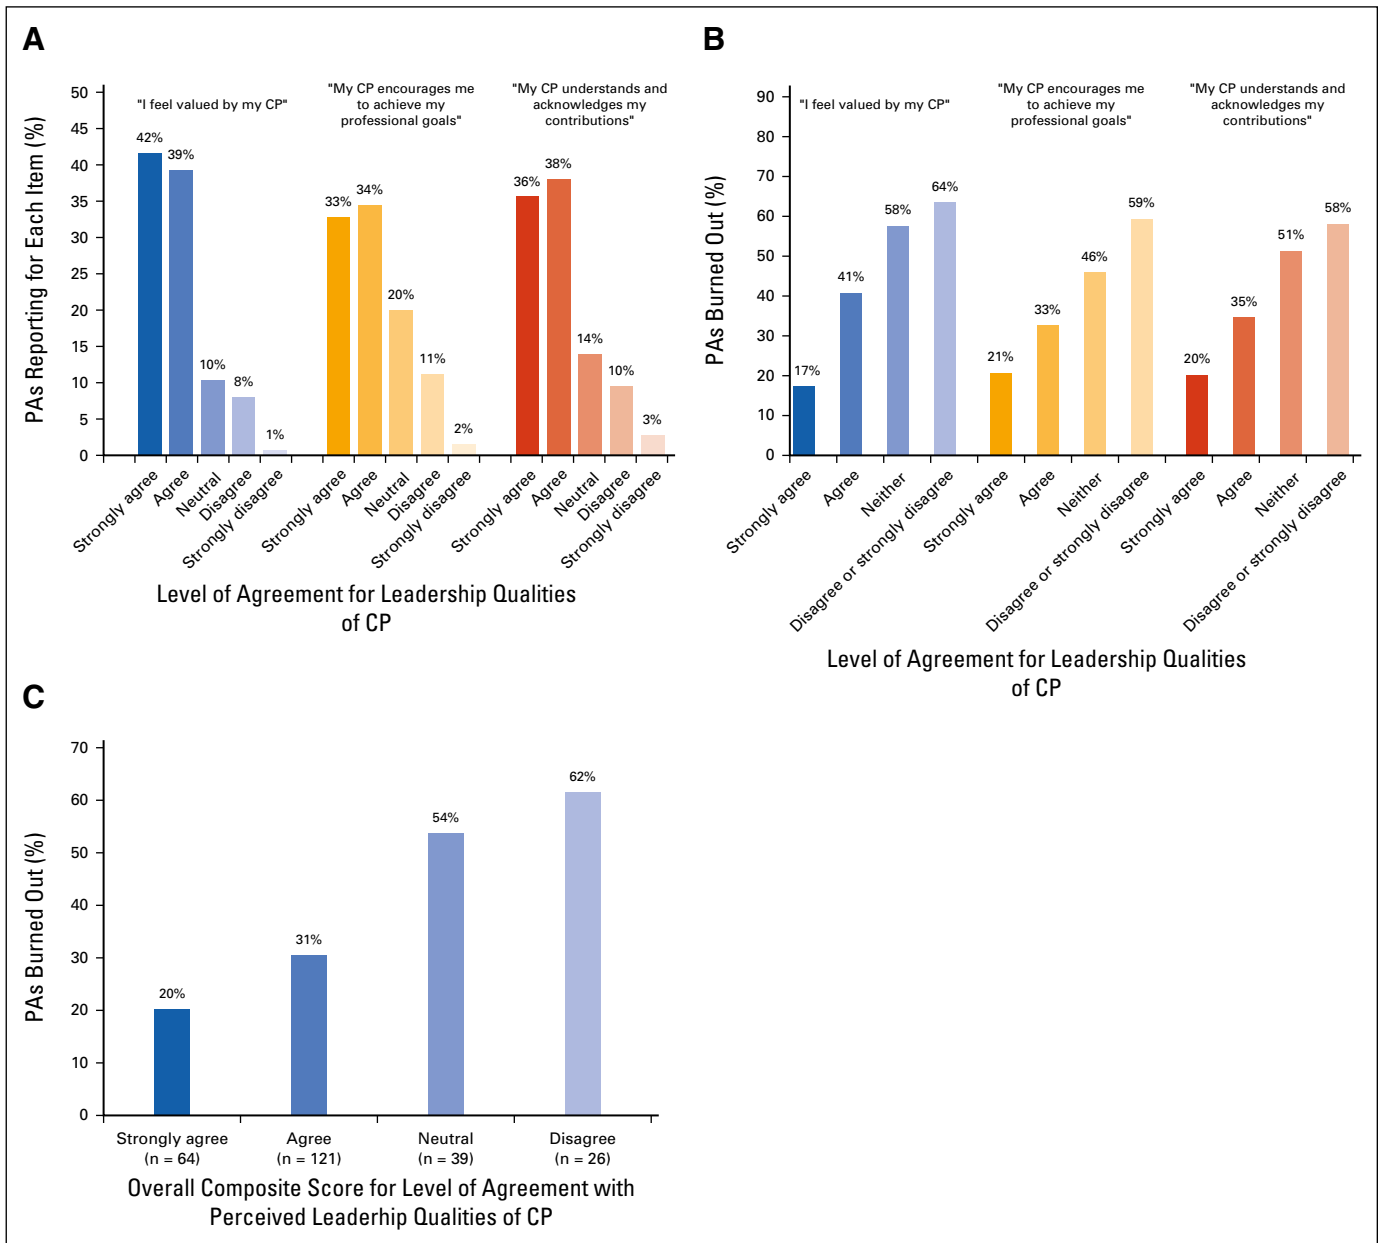 A
PAs Reporting for Each Item (%)
50
45
40
35
30
25
20
15
10
5
0
"I feel valued by my CP"
"My CP encourages me
to achieve my
professional goals"
"My CP understands and
acknowledges my
contributions"
42%
39%
10%
8%
1%
33%
34%
20%
11%
2%
36%
38%
14%
10%
3%
Strongly agree
Agree
Neutral
Disagree
Strongly disagree
Strongly agree
Agree
Neutral
Disagree
Strongly disagree
Strongly agree
Agree
Neutral
Disagree
Strongly disagree
Level of Agreement for Leadership Qualities
of CP
B
PAs Burned Out (%)
90
80
70
60
50
40
30
20
10
0
"I feel valued by my CP"
"My CP encourages me
to achieve my
professional goals"
"My CP understands and
acknowledges my
contributions"
17%
41%
58%
64%
21%
33%
46%
59%
20%
35%
51%
58%
Strongly agree
Agree
Neither
Disagree or strongly disagree
Strongly agree
Agree
Neither
Disagree or strongly disagree
Strongly agree
Agree
Neither
Disagree or strongly disagree
Level of Agreement for Leadership Qualities
of CP
C
PAs Burned Out (%)
70
60
50
40
30
20
10
0
20%
31%
54%
62%
Strongly agree
(n = 64)
Agree
(n = 121)
Neutral
(n = 39)
Disagree
(n = 26)
Overall Composite Score for Level of Agreement with
Perceived Leaderhip Qualities of CP